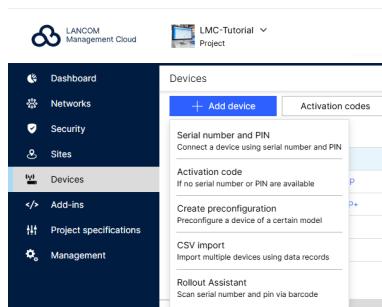 LANCOM
Management Cloud
LMC-Tutorial
Project
Dashboard
Networks
Security
Sites
Devices
Add-ins
Project specifications
Management
Devices
+ Add device
Activation codes
Serial number and PIN
Connect a device using serial number and PIN
Activation code
If no serial number or PIN are available
Create preconfiguration
Preconfigure a device of a certain model
CSV import
Import multiple devices using data records
Rollout Assistant
Scan serial number and pin via barcode
P
P+